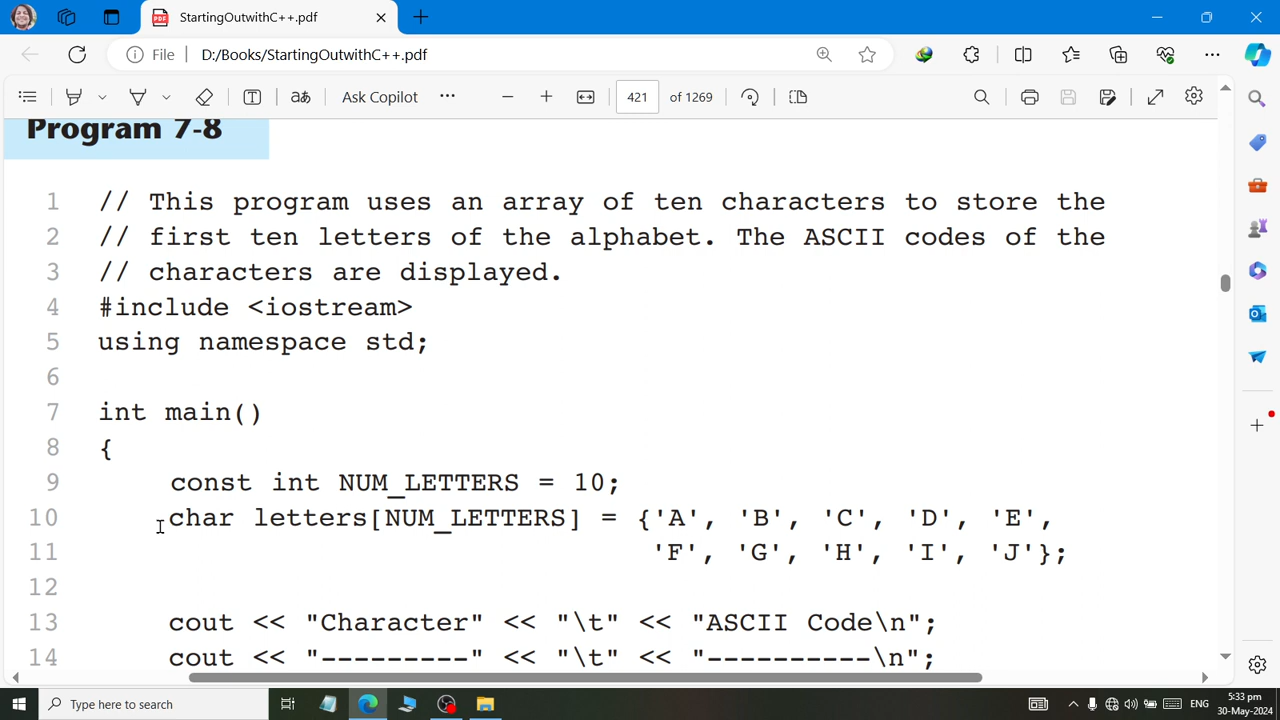 StartingOutwithC++.pdf
File
D:/Books/StartingOutwithC++.pdf
Ask Copilot
421 of 1269
Program 7-8
1 // This program uses an array of ten characters to store the
2 // first ten letters of the alphabet. The ASCII codes of the
3 // characters are displayed.
4 #include <iostream>
5 using namespace std;
6
7 int main()
8 {
9 const int NUM_LETTERS = 10;
10 char letters[NUM_LETTERS] = {'A', 'B', 'C', 'D', 'E',
11 'F', 'G', 'H', 'I', 'J'};
12
13 cout << "Character" << "\t" << "ASCII Code\n";
14 cout << "---------" << "\t" << "----------\n";
Type here to search
ENG
5:33 pm
30-May-2024